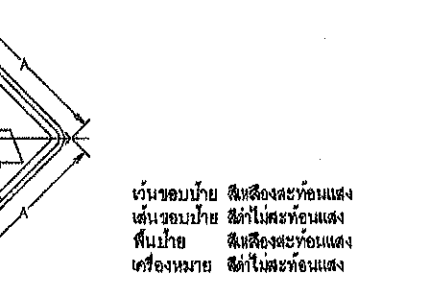 A
A
เว้นขอบป้าย สีเหลืองสะท้อนแสง
เส้นขอบป้าย สีดำไม่สะท้อนแสง
พื้นป้าย สีเหลืองสะท้อนแสง
เครื่องหมาย สีดำไม่สะท้อนแสง